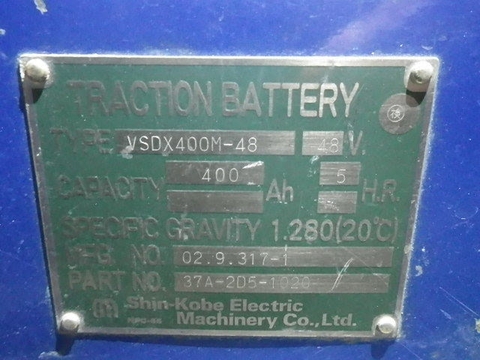 TRACTION BATTERY
TYPE VSDX400M-48 48 V.
CAPACITY 400 Ah 5 H.R.
SPECIFIC GRAVITY 1.280(20°C)
MFG. NO. 02.9.317-1
PART NO. 37A-2D5-1020
Shin-Kobe Electric
Machinery Co.,Ltd.